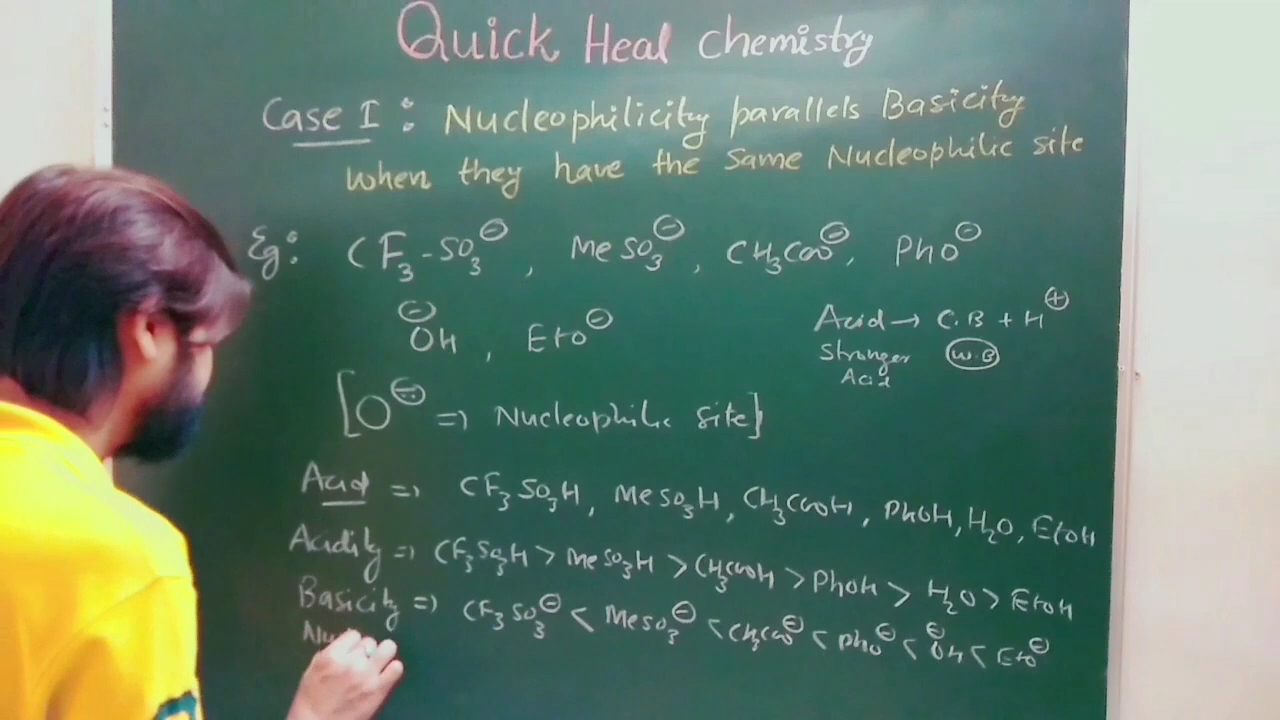 Quick Heal chemistry
Case I : Nucleophilicity parallels Basicity
when they have the same Nucleophilic site
Eg: CF₃-SO₃⊖, MeSO₃⊖, CH₃COO⊖, PhO⊖
⊖OH, EtO⊖
Acid → C.B + H⊕
Stronger W.B
Acid
[O⊖ => Nucleophilic site]
Acid => CF₃SO₃H, MeSO₃H, CH₃COOH, PhOH, H₂O, EtOH
Acidity => CF₃SO₃H > MeSO₃H > CH₃COOH > PhOH > H₂O > EtOH
Basicity => CF₃SO₃⊖ < MeSO₃⊖ < CH₃COO⊖ < PhO⊖ < ⊖OH < EtO⊖